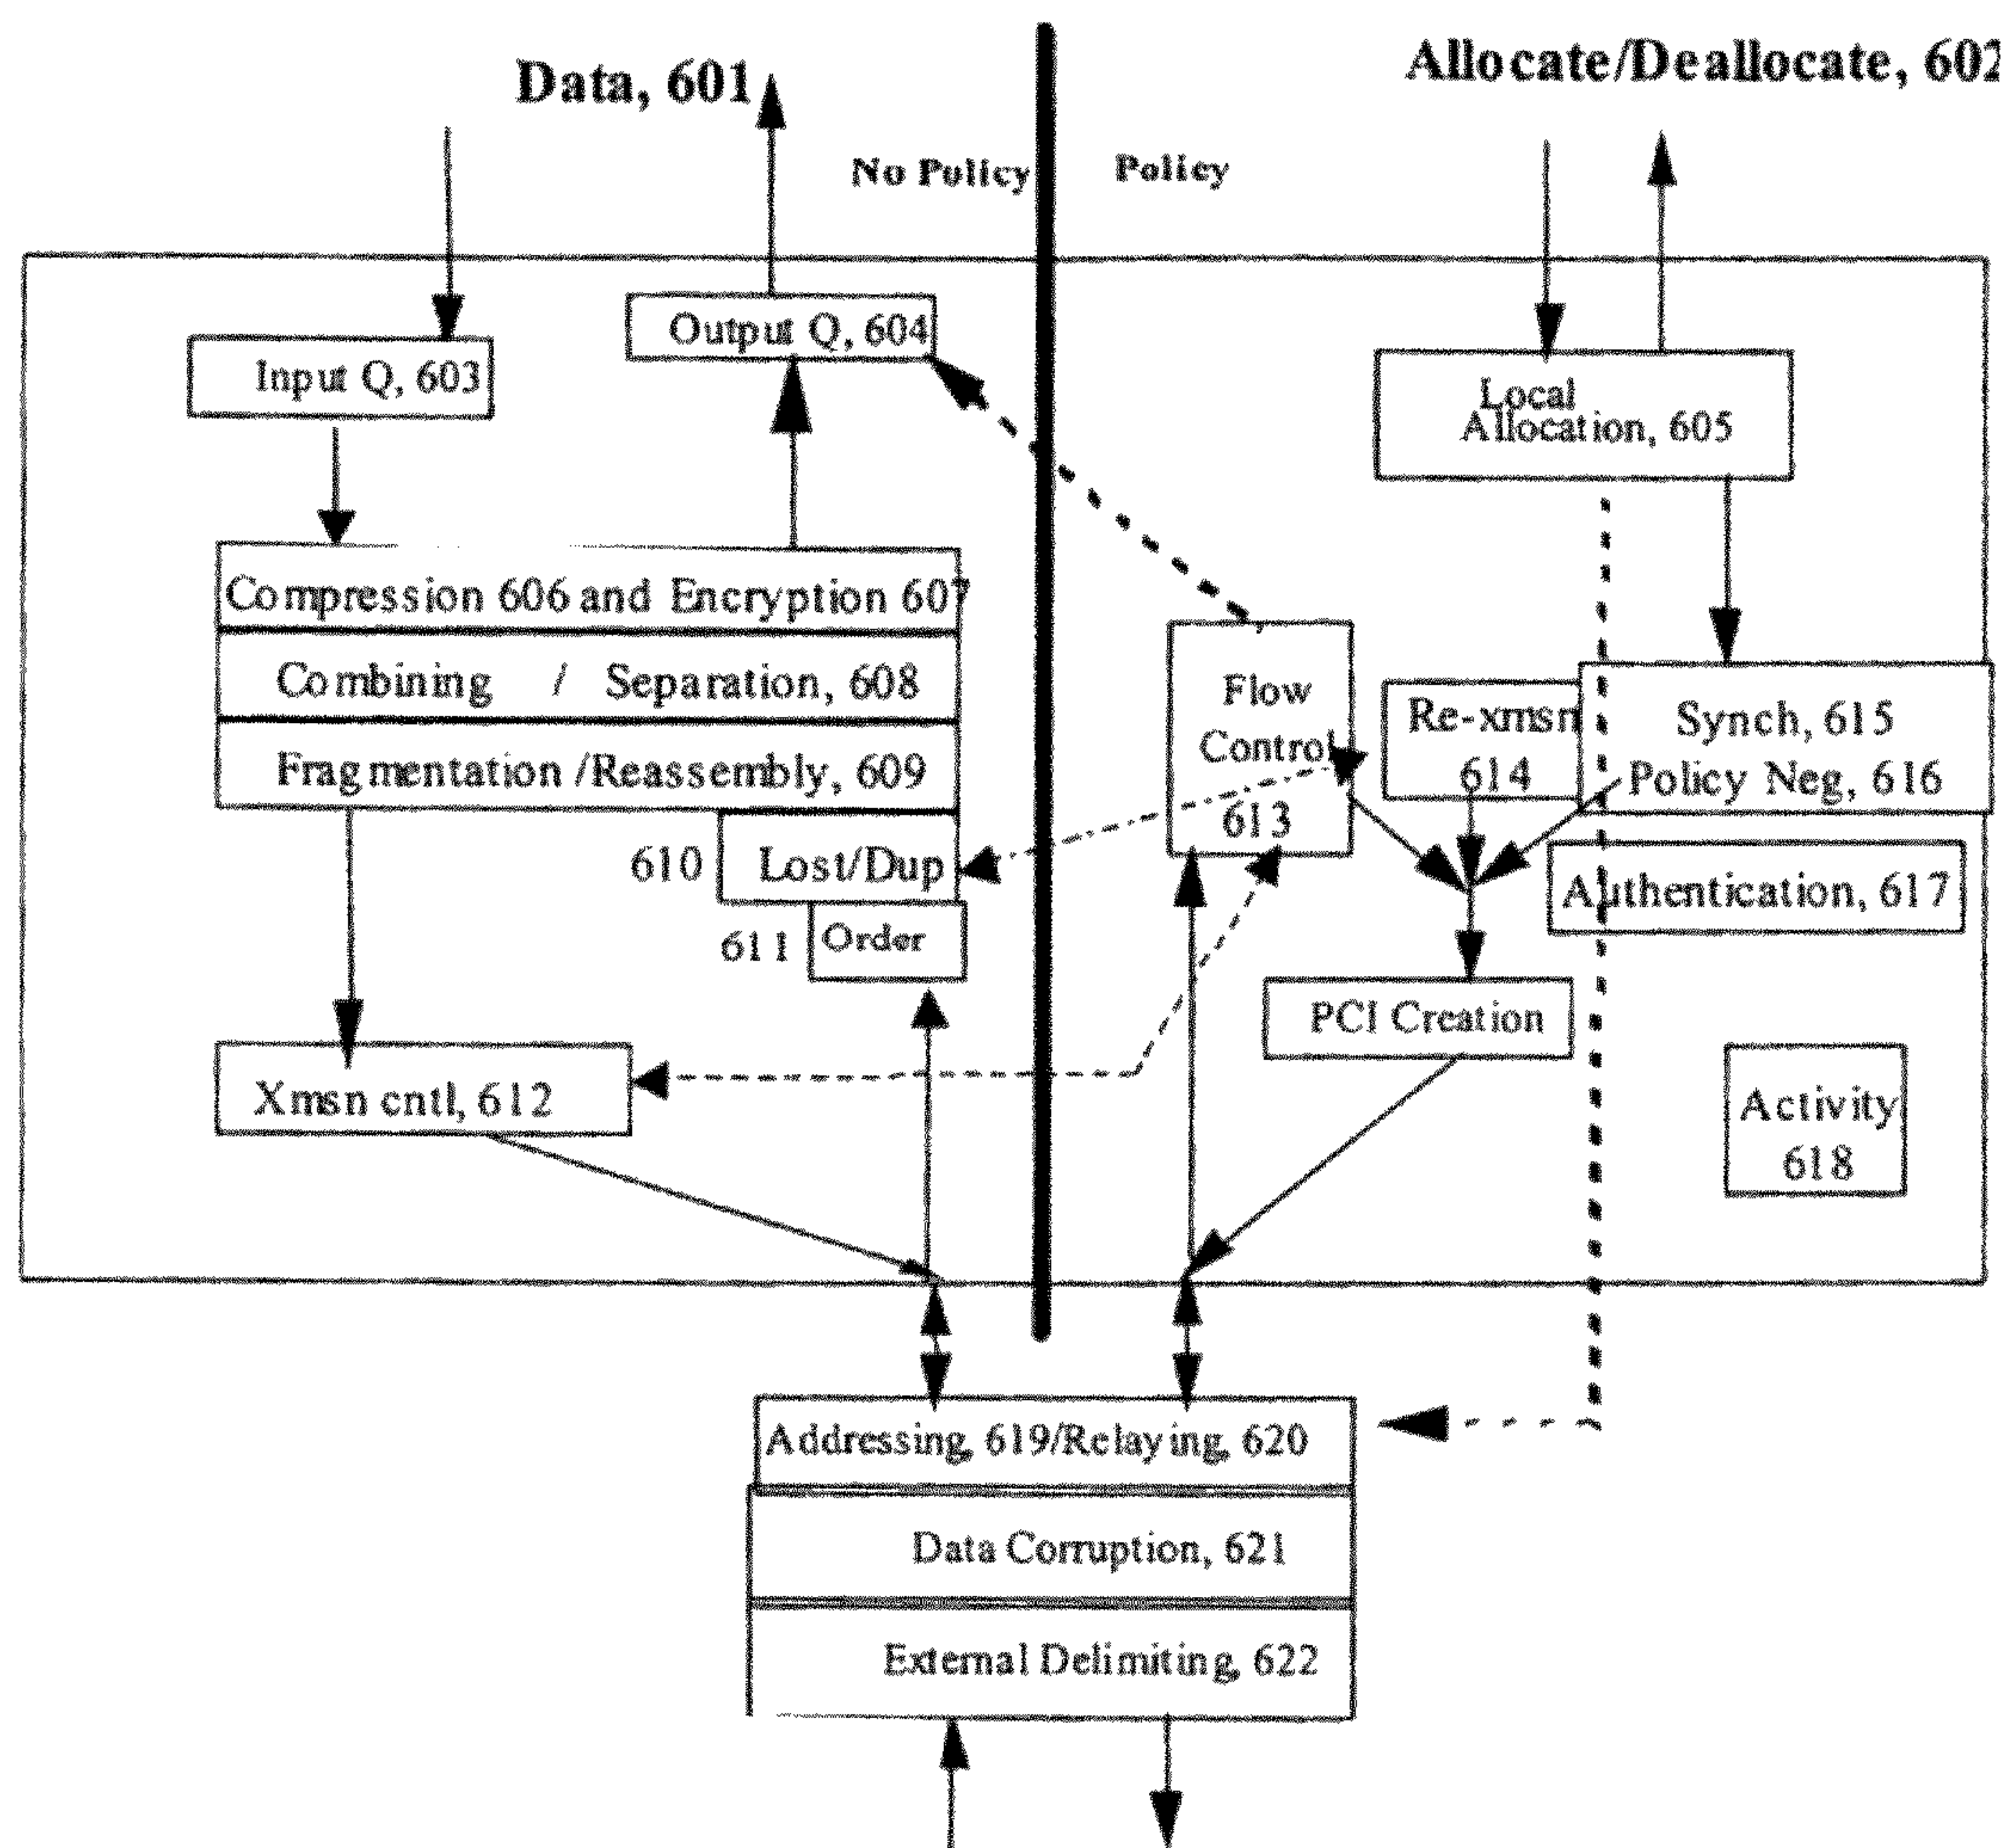 Data, 601
Allocate/Deallocate, 602
No Policy
Policy
Output Q, 604
Input Q, 603
Local
Allocation, 605
Compression 606 and Encryption 607
Combining / Separation, 608
Fragmentation /Reassembly, 609
610
Lost/Dup
611
Order
Flow
Control
613
Re-xmsn
614
Synch, 615
Policy Neg, 616
Authentication, 617
PCI Creation
Xmsn cntl, 612
Activity
618
Addressing, 619/Relaying, 620
Data Corruption, 621
External Delimiting, 622